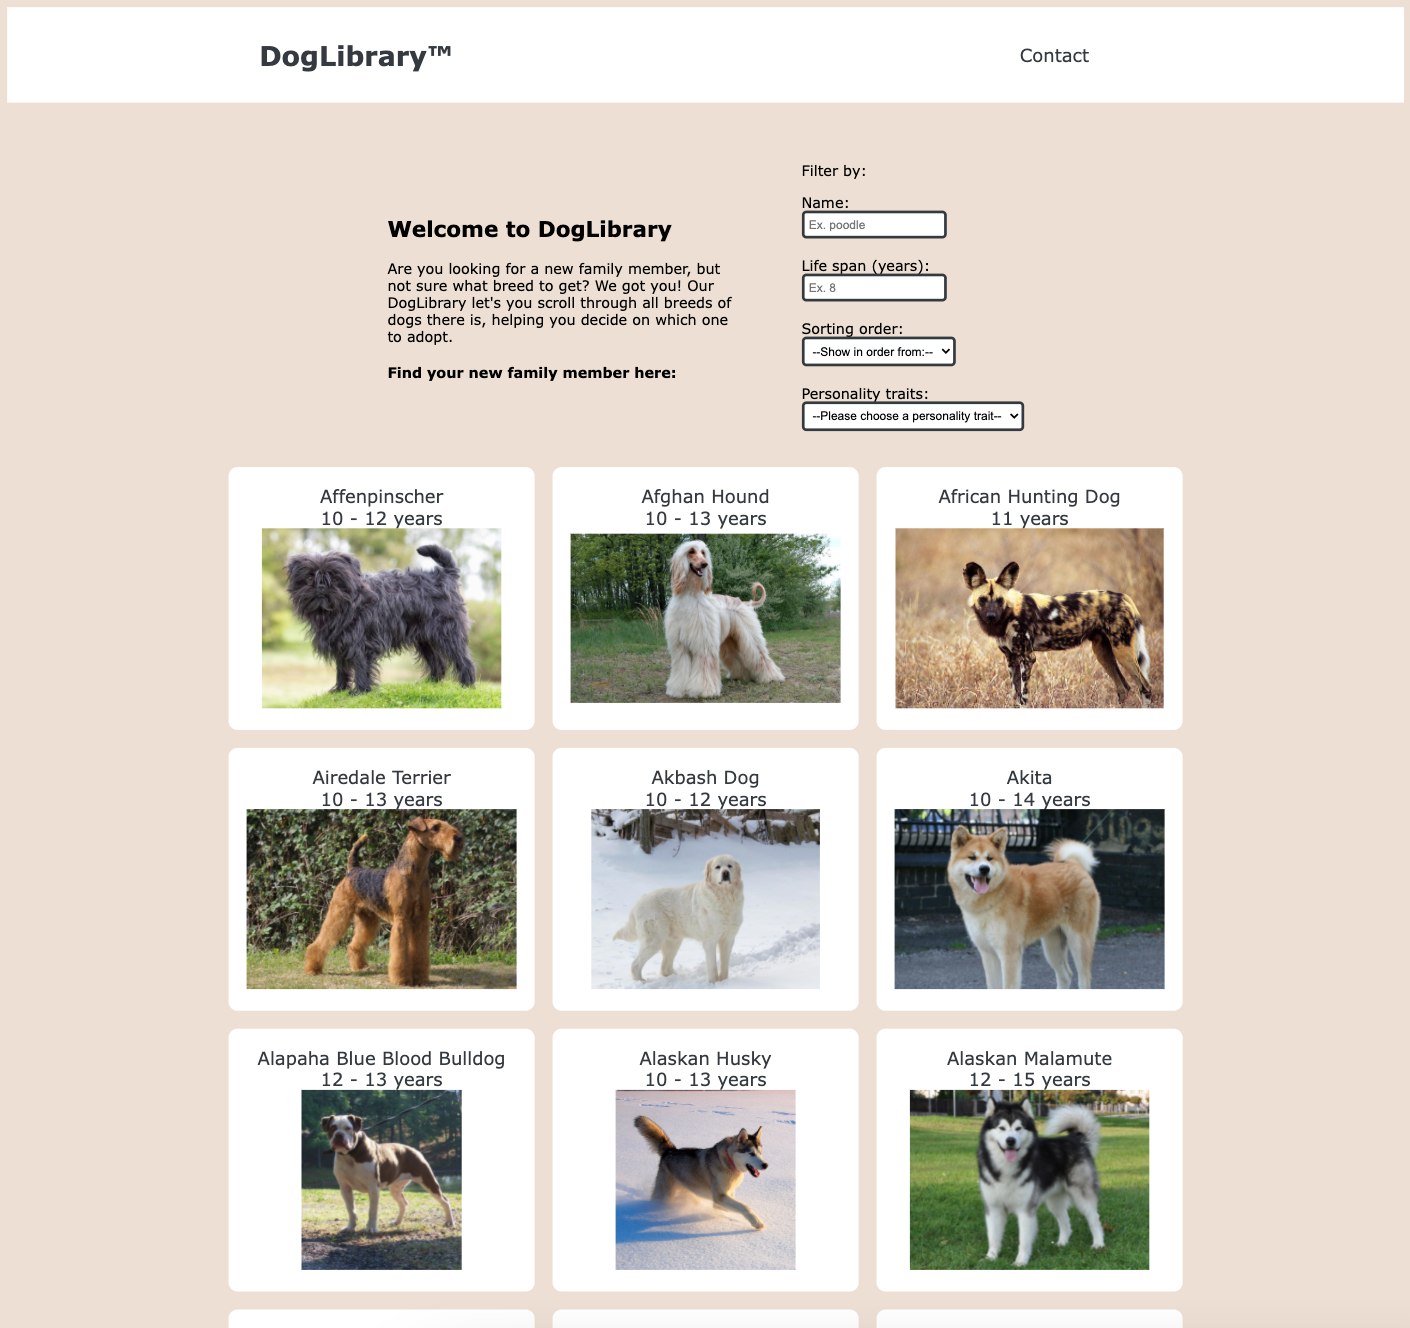 DogLibrary™
Contact
Welcome to DogLibrary
Are you looking for a new family member, but
not sure what breed to get? We got you! Our
DogLibrary let's you scroll through all breeds of
dogs there is, helping you decide on which one
to adopt.
Find your new family member here:
Filter by:
Name:
Ex. poodle
Life span (years):
Ex. 8
Sorting order:
--Show in order from:--
Personality traits:
--Please choose a personality trait--
Affenpinscher
10 - 12 years
Afghan Hound
10 - 13 years
African Hunting Dog
11 years
Airedale Terrier
10 - 13 years
Akbash Dog
10 - 12 years
Akita
10 - 14 years
Alapaha Blue Blood Bulldog
12 - 13 years
Alaskan Husky
10 - 13 years
Alaskan Malamute
12 - 15 years